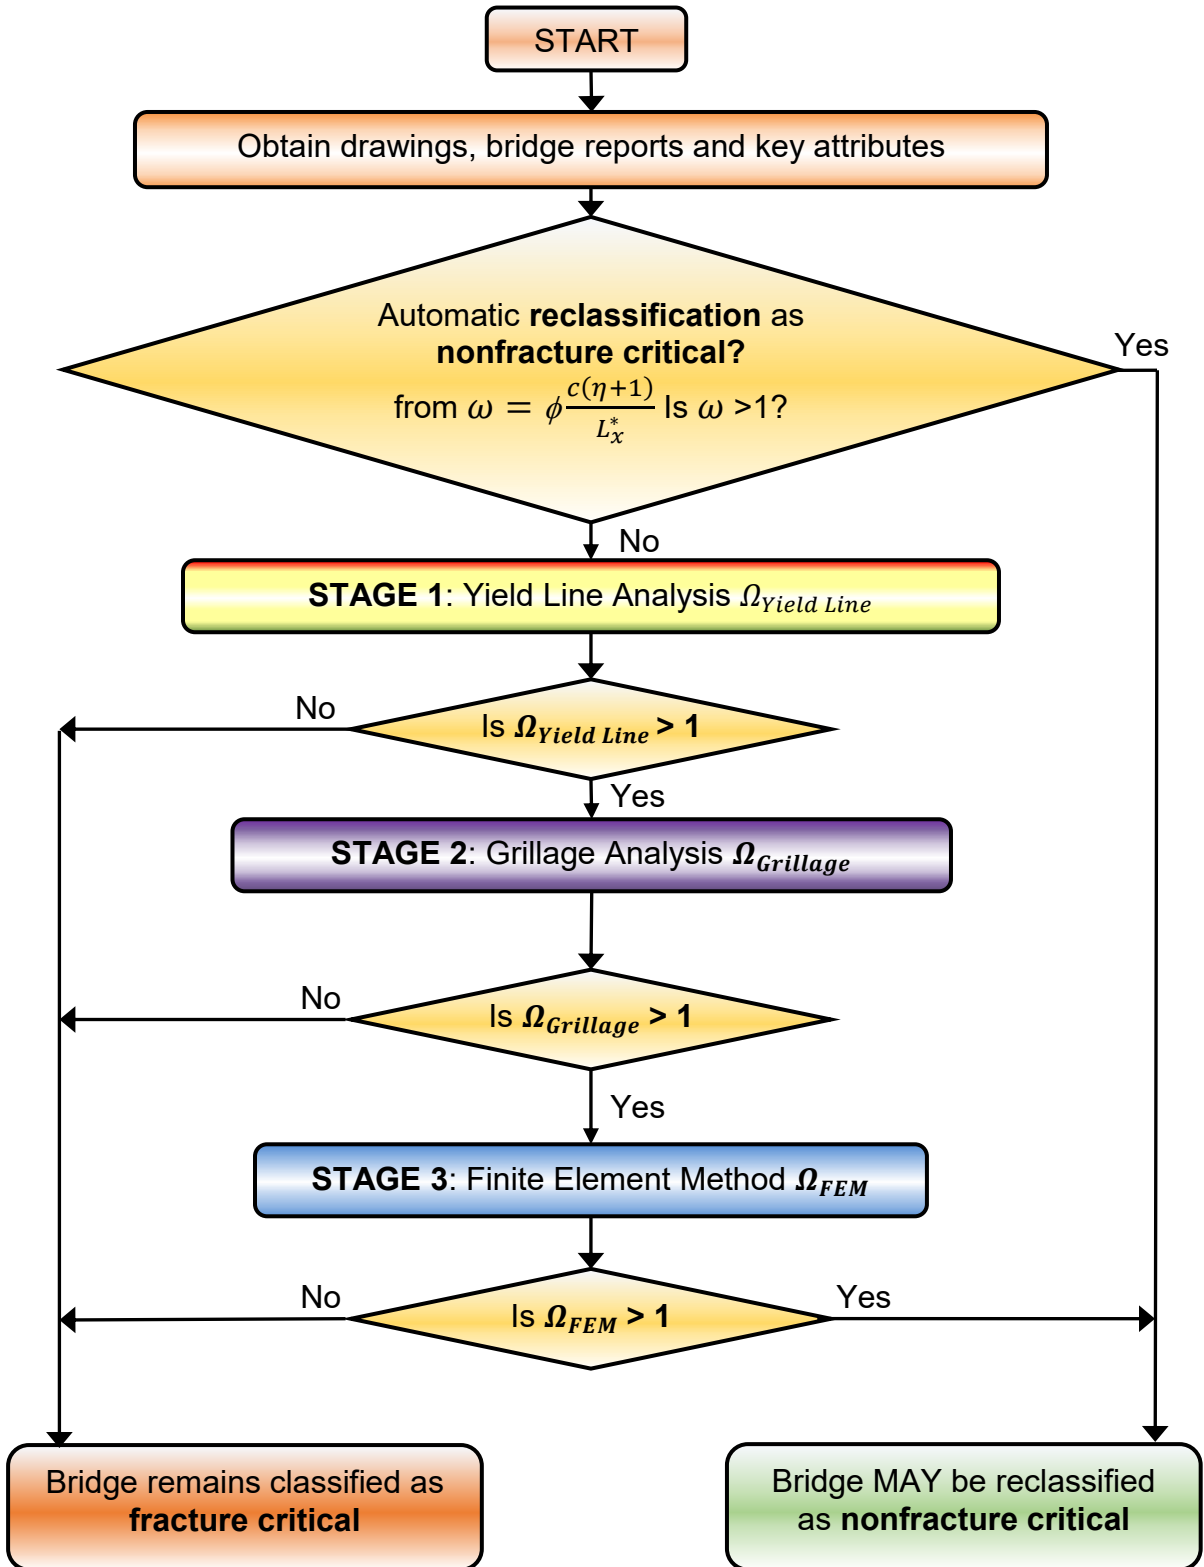 START
Obtain drawings, bridge reports and key attributes
Automatic reclassification as
nonfracture critical?
from ω = ϕ c(η+1)/L*x Is ω >1?
Yes
No
STAGE 1: Yield Line Analysis ΩYield Line
No
Is ΩYield Line > 1
Yes
STAGE 2: Grillage Analysis ΩGrillage
No
Is ΩGrillage > 1
Yes
STAGE 3: Finite Element Method ΩFEM
No
Is ΩFEM > 1
Yes
Bridge remains classified as
fracture critical
Bridge MAY be reclassified
as nonfracture critical